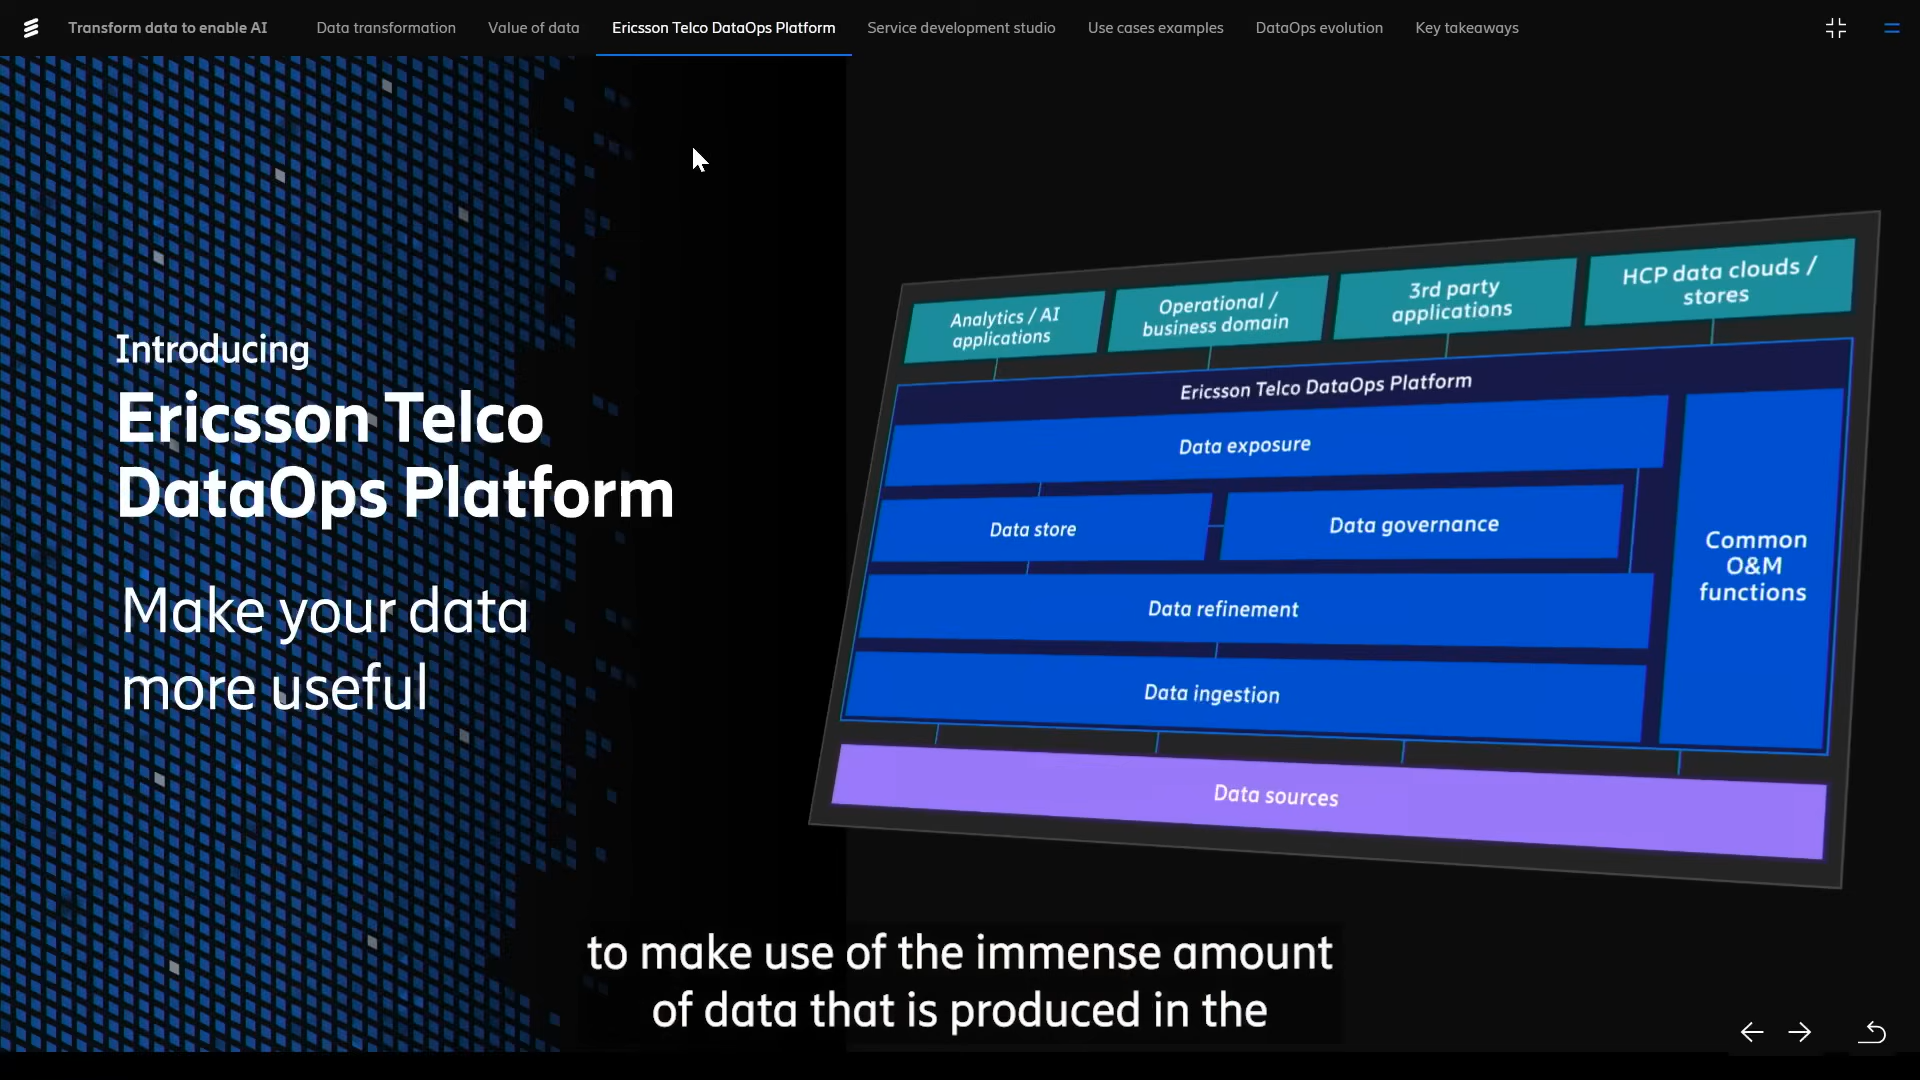 Transform data to enable AI
Data transformation
Value of data
Ericsson Telco DataOps Platform
Service development studio
Use cases examples
DataOps evolution
Key takeaways
Introducing
Ericsson Telco
DataOps Platform
Make your data
more useful
Analytics / AI
applications
Operational /
business domain
3rd party
applications
HCP data clouds /
stores
Ericsson Telco DataOps Platform
Data exposure
Data store
Data governance
Common
O&M
functions
Data refinement
Data ingestion
Data sources
to make use of the immense amount
of data that is produced in the